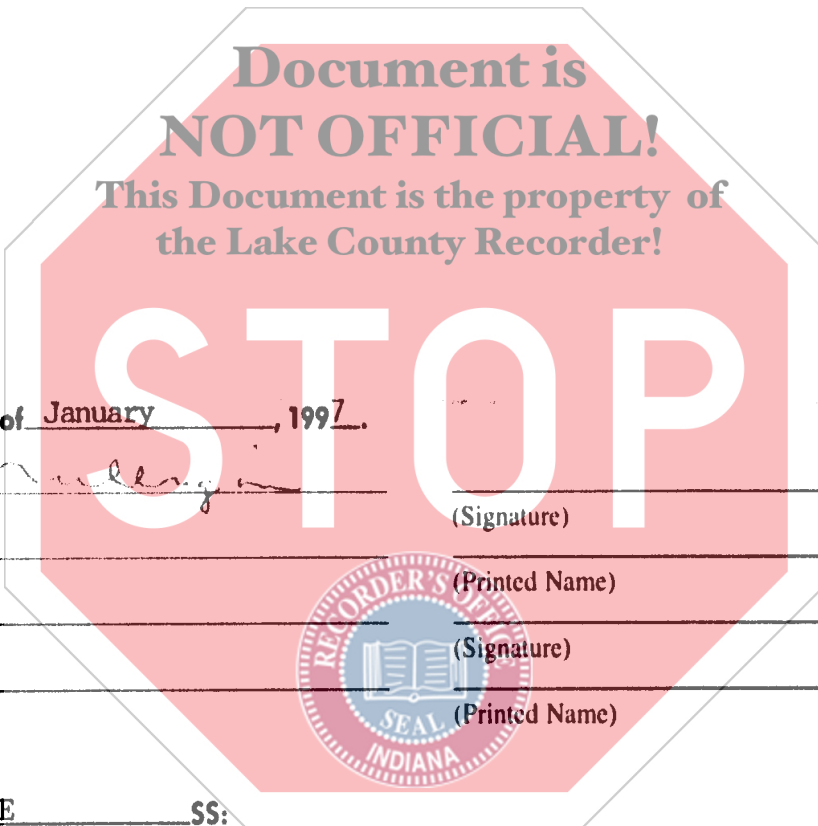 Document is
NOT OFFICIAL!
This Document is the property of
the Lake County Recorder!
STOP
of January, 1997.
(Signature)
(Printed Name)
(Signature)
(Printed Name)
RECORDER'S OFFICE
SEAL
INDIANA
E SS: